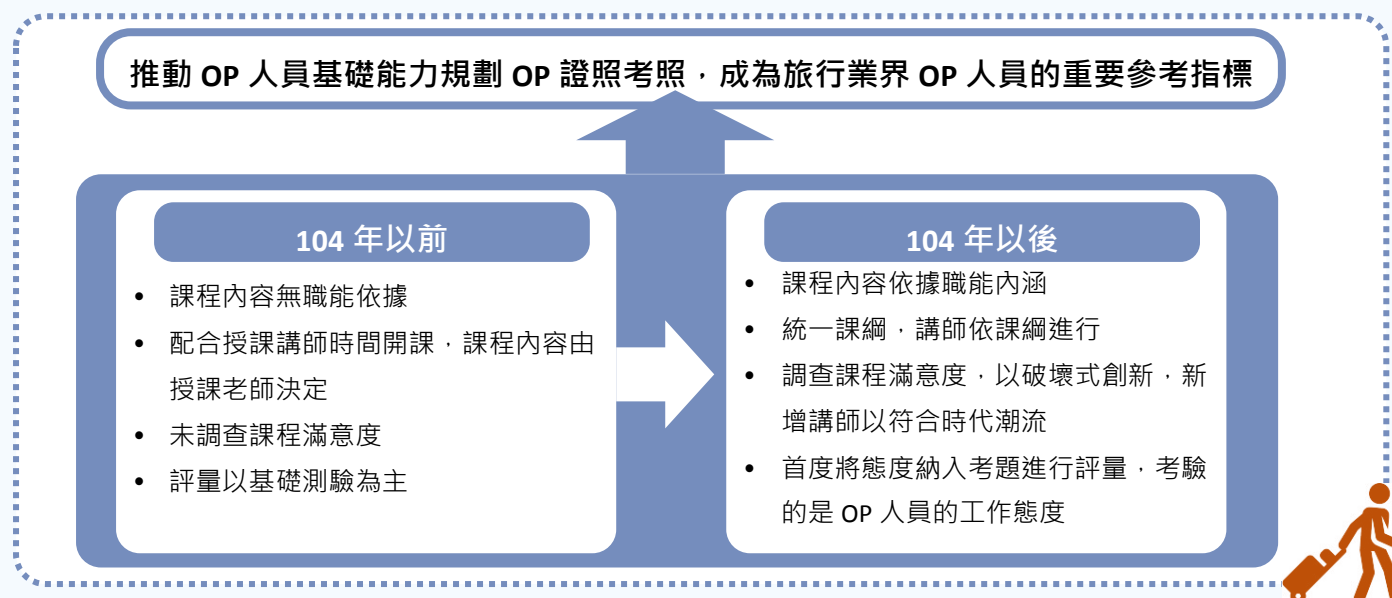 推動 OP 人員基礎能力規劃 OP 證照考照，成為旅行業界 OP 人員的重要參考指標
104 年以前
• 課程內容無職能依據
• 配合授課講師時間開課，課程內容由
授課老師決定
• 未調查課程滿意度
• 評量以基礎測驗為主
104 年以後
• 課程內容依據職能內涵
• 統一課綱，講師依課綱進行
• 調查課程滿意度，以破壞式創新，新
增講師以符合時代潮流
• 首度將態度納入考題進行評量，考驗
的是 OP 人員的工作態度